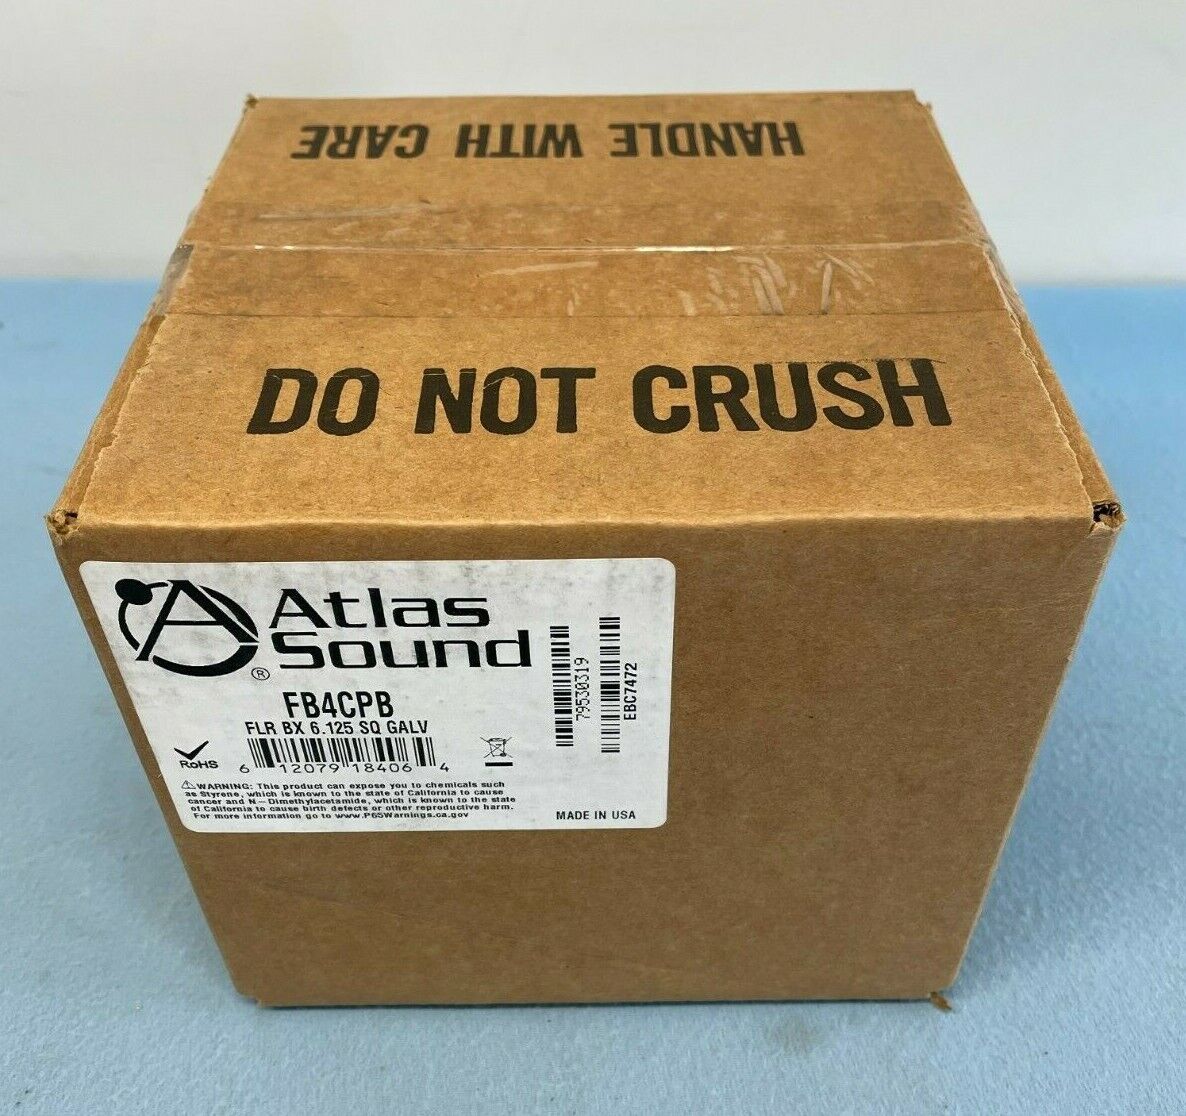 HANDLE WITH CARE
DO NOT CRUSH
Atlas
Sound
®
FB4CPB
FLR BX 6.125 SQ GALV
RoHS
6 12079 18406 4
WARNING: This product can expose you to chemicals such
as Styrene, which is known to the state of California to cause
cancer and N-Dimethylacetamide, which is known to the state
of California to cause birth defects or other reproductive harm.
For more information go to www.P65Warnings.ca.gov
79530319
EBC7472
MADE IN USA